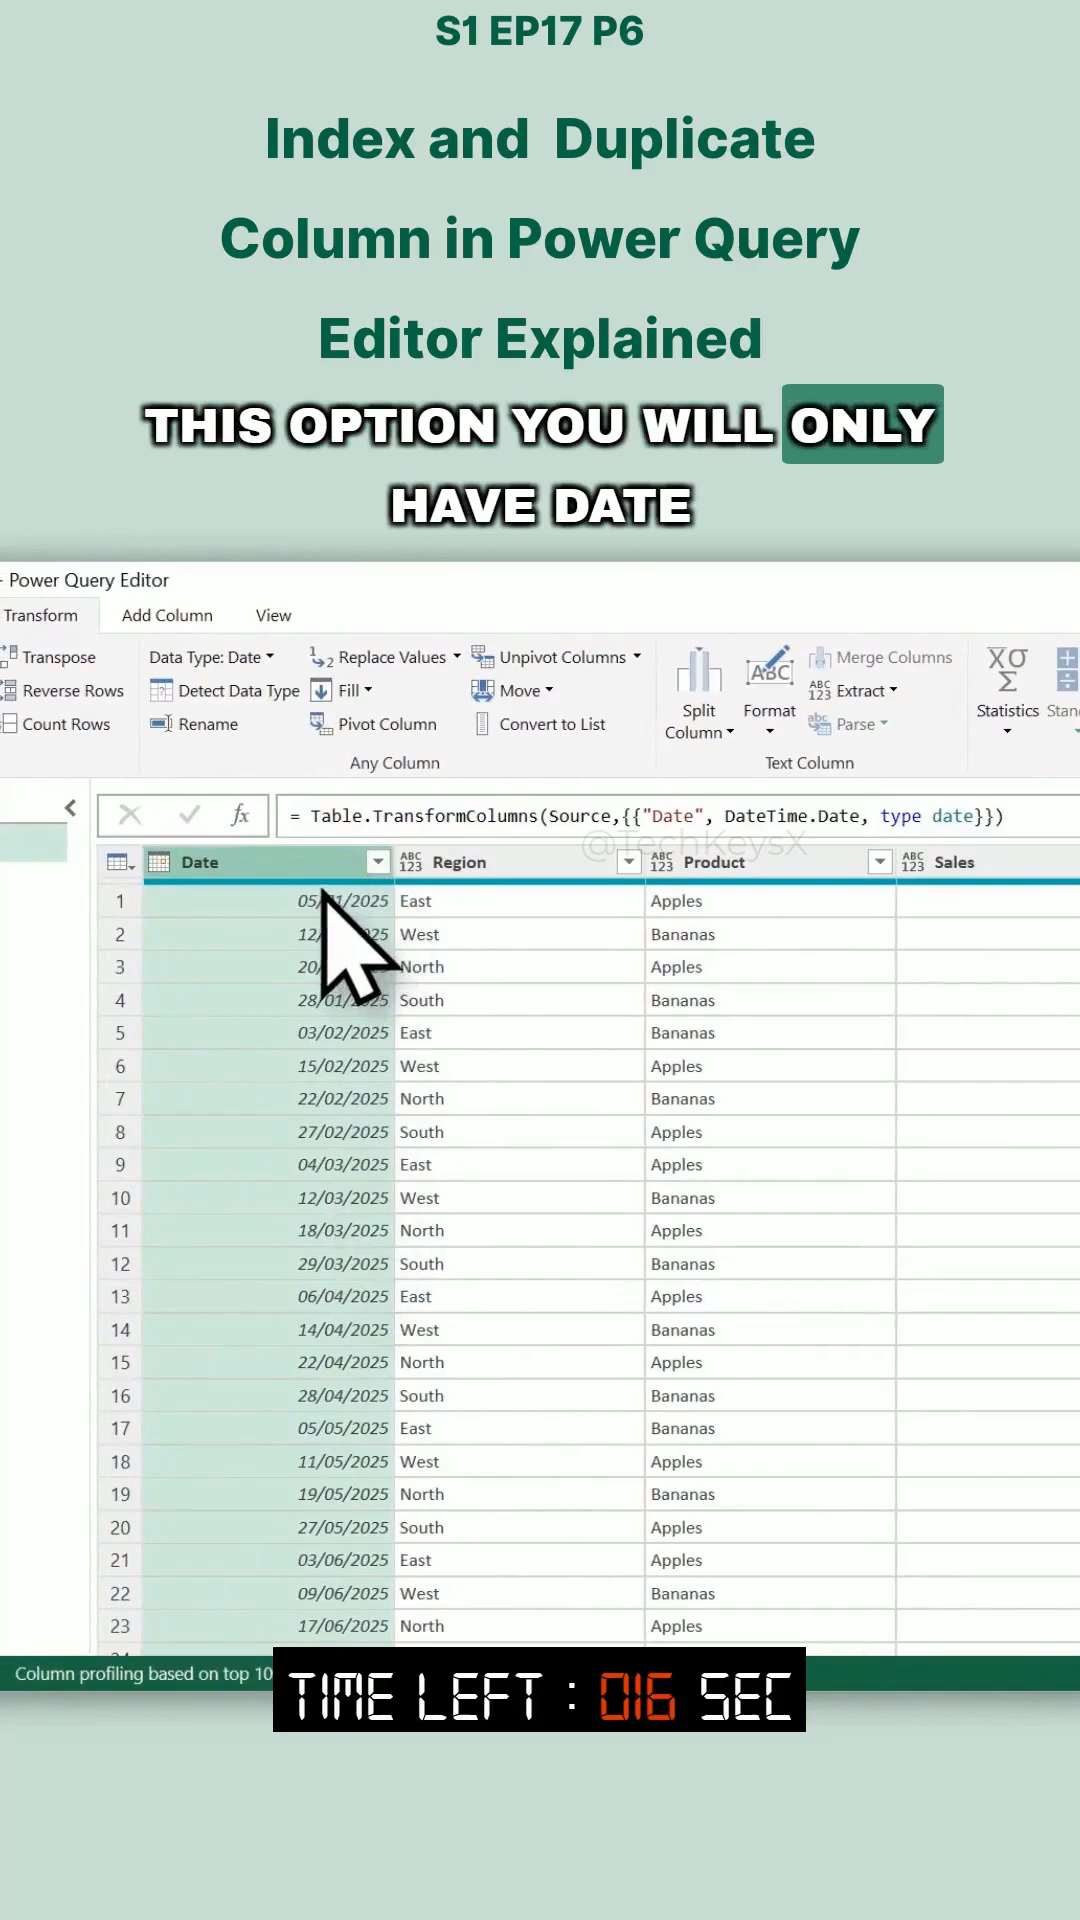 S1 EP17 P6
Index and Duplicate
Column in Power Query
Editor Explained
THIS OPTION YOU WILL ONLY
HAVE DATE
- Power Query Editor
Transform Add Column View
Transpose Data Type: Date Replace Values Unpivot Columns Merge Columns
Reverse Rows Detect Data Type Fill Move Split Column Format Extract Statistics
Count Rows Rename Pivot Column Convert to List Parse
Any Column Text Column
fx = Table.TransformColumns(Source,{{"Date", DateTime.Date, type date}})
@TechKeysX
Date ABC 123 Region ABC 123 Product ABC 123 Sales
1 East Apples
2 West Bananas
3 North Apples
4 South Bananas
5 03/02/2025 East Bananas
6 15/02/2025 West Apples
7 22/02/2025 North Bananas
8 27/02/2025 South Apples
9 04/03/2025 East Apples
10 12/03/2025 West Bananas
11 18/03/2025 North Apples
12 29/03/2025 South Bananas
13 06/04/2025 East Apples
14 14/04/2025 West Bananas
15 22/04/2025 North Apples
16 28/04/2025 South Bananas
17 05/05/2025 East Bananas
18 11/05/2025 West Apples
19 19/05/2025 North Bananas
20 27/05/2025 South Apples
21 03/06/2025 East Apples
22 09/06/2025 West Bananas
23 17/06/2025 North Apples
Column profiling based on top 10
TIME LEFT : 016 SEC